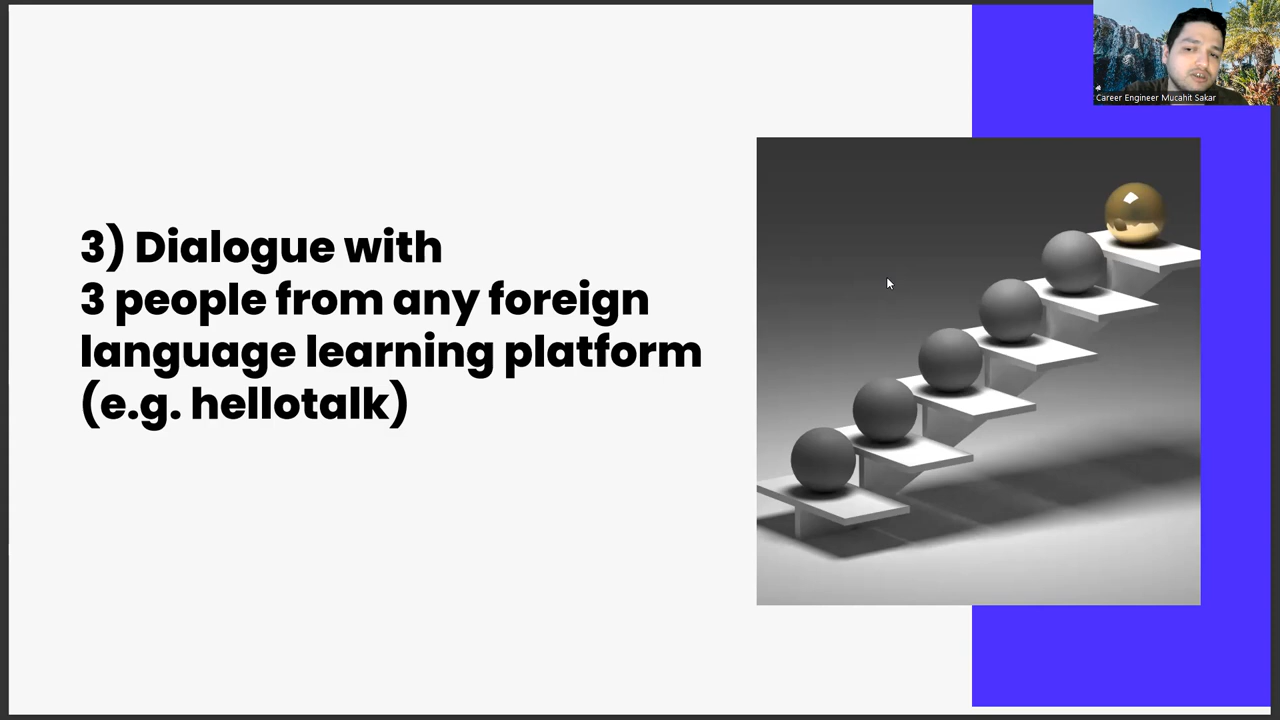 Career Engineer Mucahit Sakar
3) Dialogue with
3 people from any foreign
language learning platform
(e.g. hellotalk)